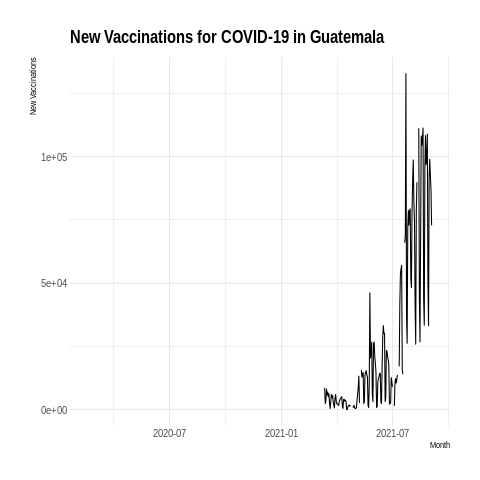 New Vaccinations for COVID-19 in Guatemala
New Vaccinations
1e+05
5e+04
0e+00
2020-07
2021-01
2021-07
Month